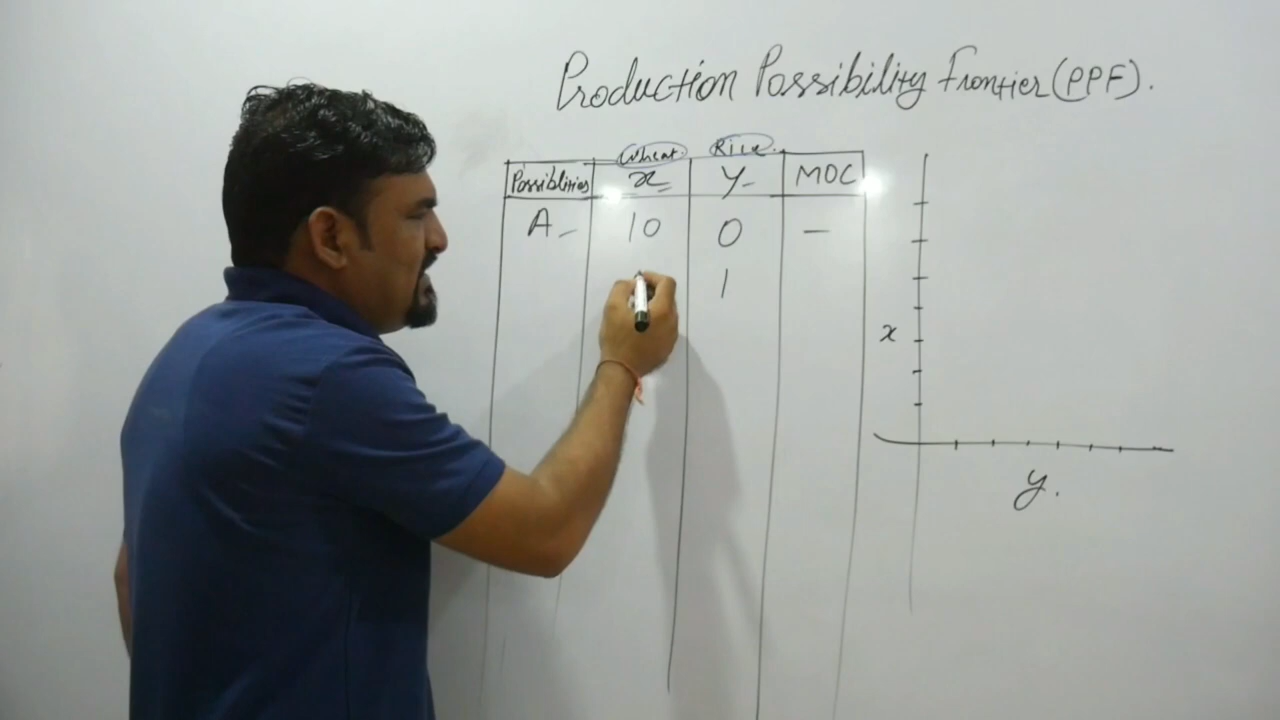 Production Possibility Frontier (PPF).
Wheat. Rice.
Possiblities x Y MOC
A 10 0 –
1
x
y.